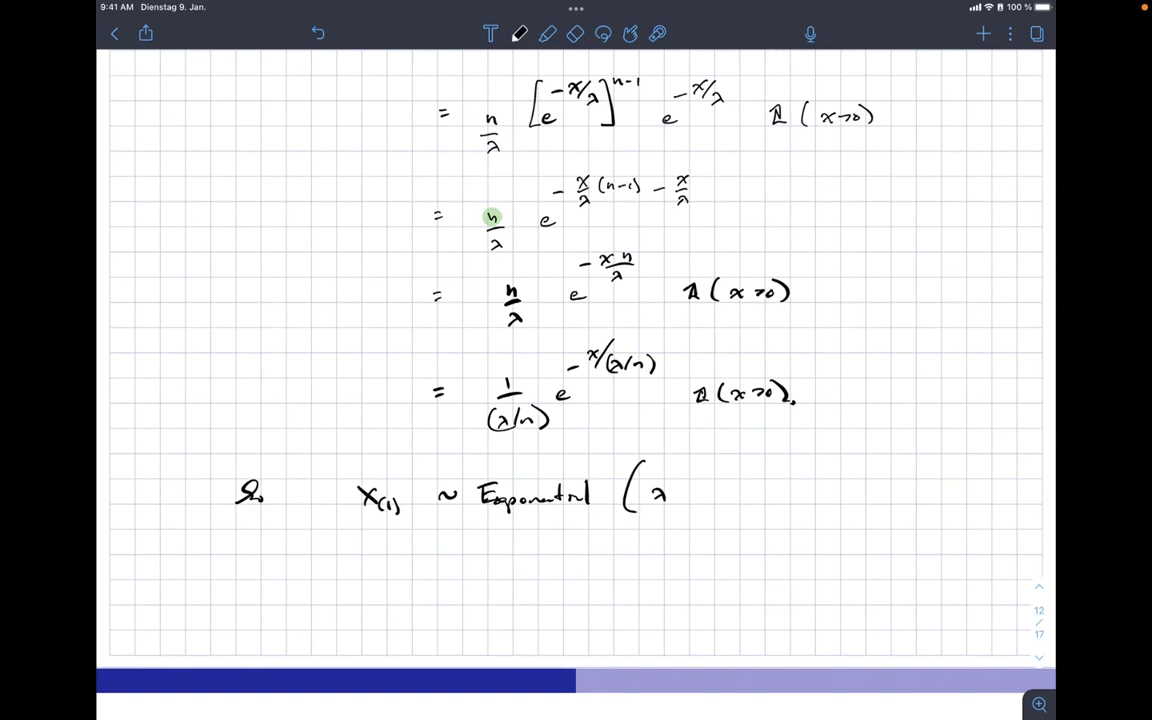 9:41 AM Dienstag 9. Jan.
100 %
= n/λ [e^{-x/λ}]^{n-1} e^{-x/λ} 𝟙(x>0)
= n/λ e^{-x/λ (n-1) - x/λ}
= n/λ e^{-xn/λ} 𝟙(x>0)
= 1/(λ/n) e^{-x/(λ/n)} 𝟙(x>0).
So X_{(1)} ~ Exponential (λ
12
/
17